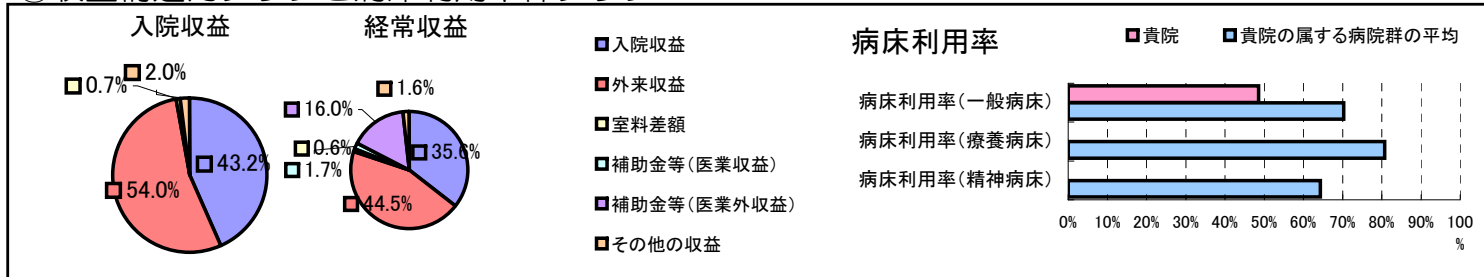 入院収益
2.0%
0.7%
43.2%
54.0%
経常収益
1.6%
16.0%
0.6%
1.7%
35.6%
44.5%
入院収益
外来収益
室料差額
補助金等(医業収益)
補助金等(医業外収益)
その他の収益
病床利用率
貴院 貴院の属する病院群の平均
病床利用率(一般病床)
病床利用率(療養病床)
病床利用率(精神病床)
0% 10% 20% 30% 40% 50% 60% 70% 80% 90% 100
%